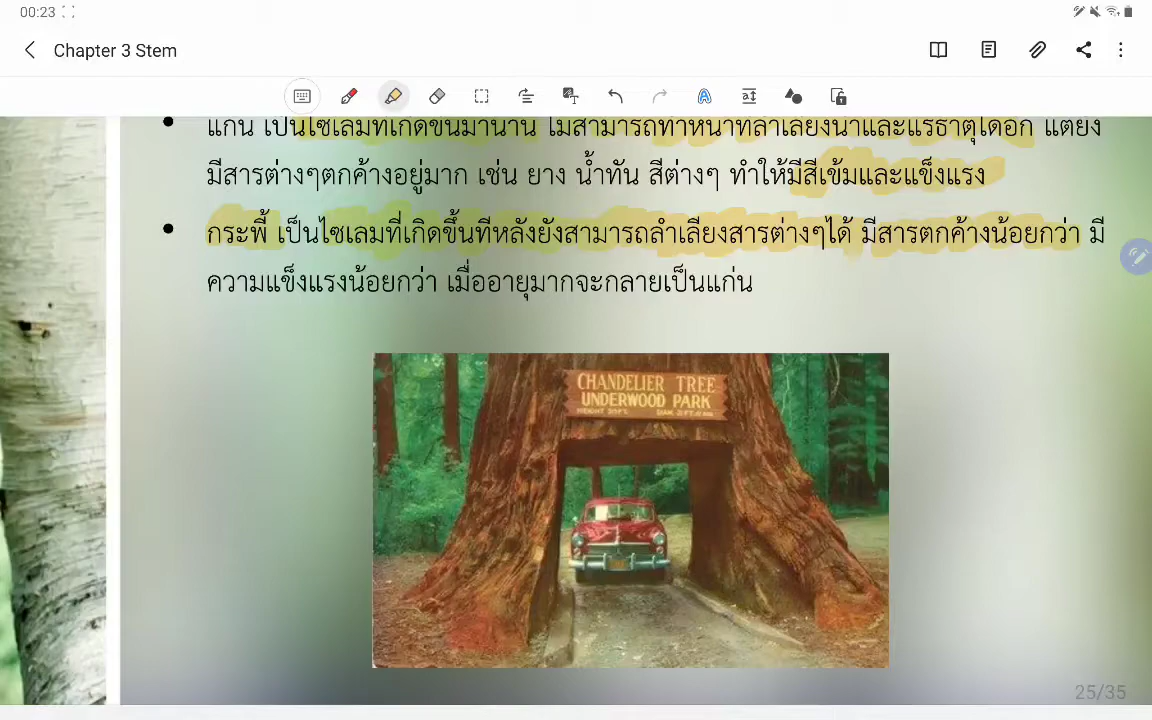 00:23
Chapter 3 Stem
แก่น เป็นไซเลมที่เกิดขึ้นมานาน ไม่สามารถทำหน้าที่ลำเลียงน้ำและแร่ธาตุได้อีก แต่ยัง
มีสารต่างๆตกค้างอยู่มาก เช่น ยาง น้ำทัน สีต่างๆ ทำให้มีสีเข้มและแข็งแรง
กระพี้ เป็นไซเลมที่เกิดขึ้นทีหลังยังสามารถลำเลียงสารต่างๆได้ มีสารตกค้างน้อยกว่า มี
ความแข็งแรงน้อยกว่า เมื่ออายุมากจะกลายเป็นแก่น
CHANDELIER TREE
UNDERWOOD PARK
25/35